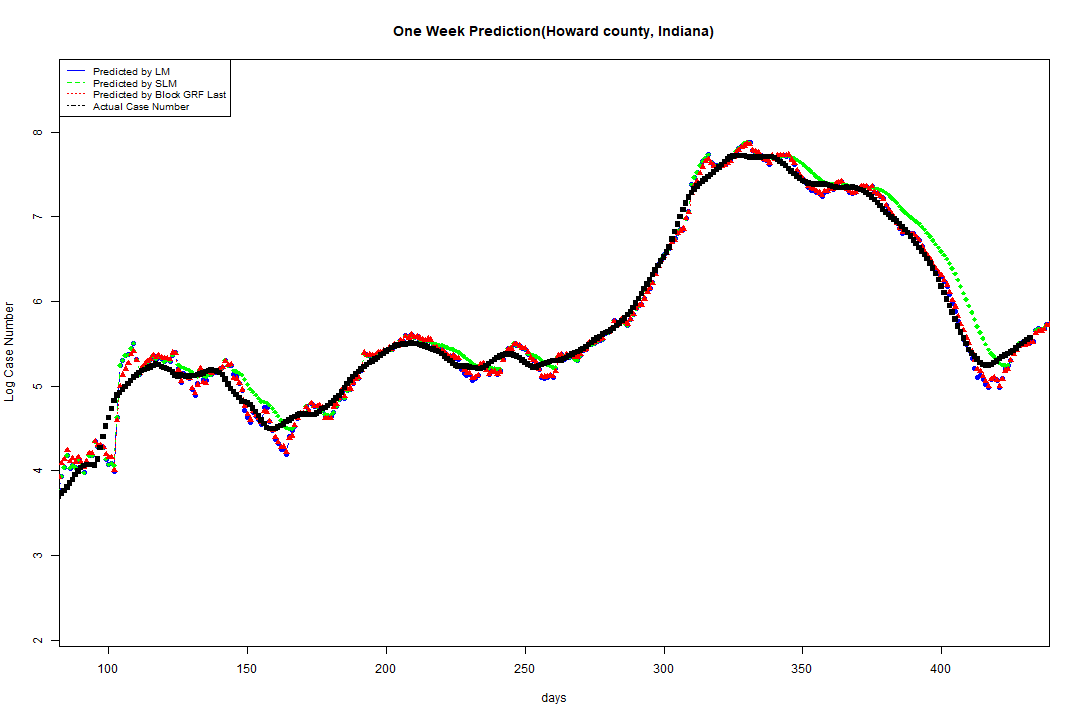 One Week Prediction(Howard county, Indiana)
Predicted by LM
Predicted by SLM
Predicted by Block GRF Last
Actual Case Number
8
7
6
5
4
3
2
Log Case Number
100 150 200 250 300 350 400
days